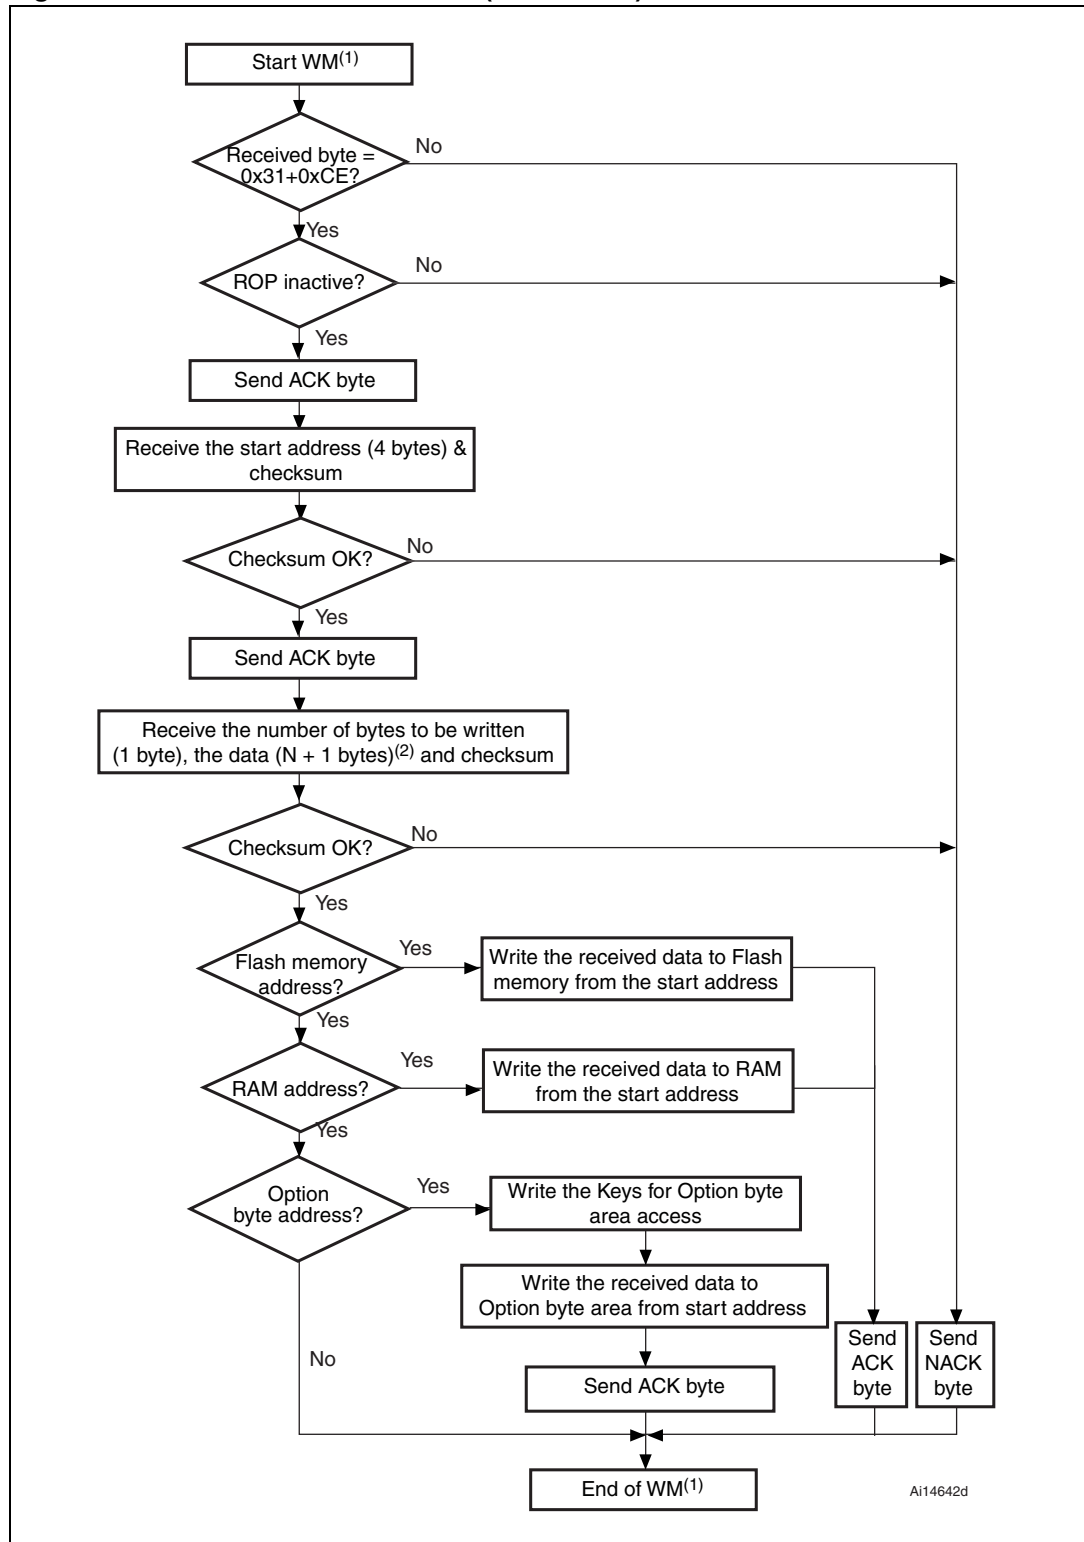 Start WM(1)
No
Received byte =
0x31+0xCE?
Yes
No
ROP inactive?
Yes
Send ACK byte
Receive the start address (4 bytes) &
checksum
No
Checksum OK?
Yes
Send ACK byte
Receive the number of bytes to be written
(1 byte), the data (N + 1 bytes)(2) and checksum
No
Checksum OK?
Yes
Flash memory
address?
Yes
Write the received data to Flash
memory from the start address
Yes
RAM address?
Yes
Write the received data to RAM
from the start address
Yes
Option
byte address?
Yes
Write the Keys for Option byte
area access
Write the received data to
Option byte area from start address
No
Send ACK byte
Send
ACK
byte
Send
NACK
byte
End of WM(1)
Ai14642d